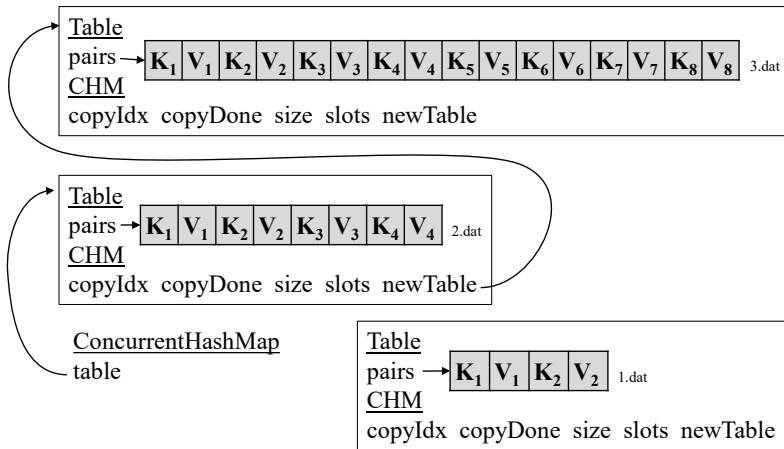 Table
pairs K1 V1 K2 V2 K3 V3 K4 V4 K5 V5 K6 V6 K7 V7 K8 V8 3.dat
CHM
copyIdx copyDone size slots newTable
Table
pairs K1 V1 K2 V2 K3 V3 K4 V4 2.dat
CHM
copyIdx copyDone size slots newTable
ConcurrentHashMap
table
Table
pairs K1 V1 K2 V2 1.dat
CHM
copyIdx copyDone size slots newTable